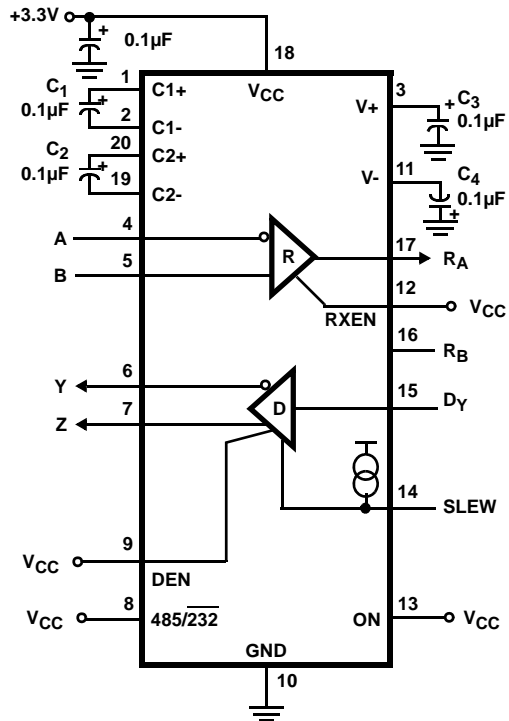 +3.3V
0.1µF
18
VCC
1
C1+
C1
0.1µF
2
C1-
20
C2+
C2
0.1µF
19
C2-
3
V+
C3
0.1µF
11
V-
C4
0.1µF
A
4
B
5
R
17
RA
12
RXEN
VCC
16
RB
Y
6
Z
7
D
15
DY
14
SLEW
VCC
9
DEN
VCC
8
485/232
13
ON
VCC
GND
10